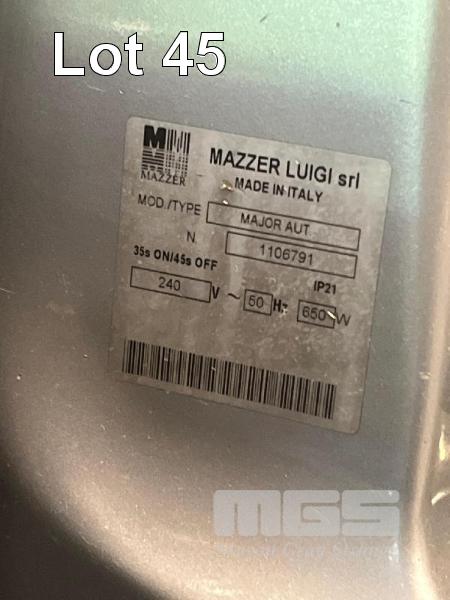 Lot 45
M
MAZZER
MAZZER LUIGI srl
MADE IN ITALY
MOD./TYPE MAJOR AUT.
N. 1106791
35s ON/45s OFF IP21
240 V ~ 50 Hz 650 W
MGS